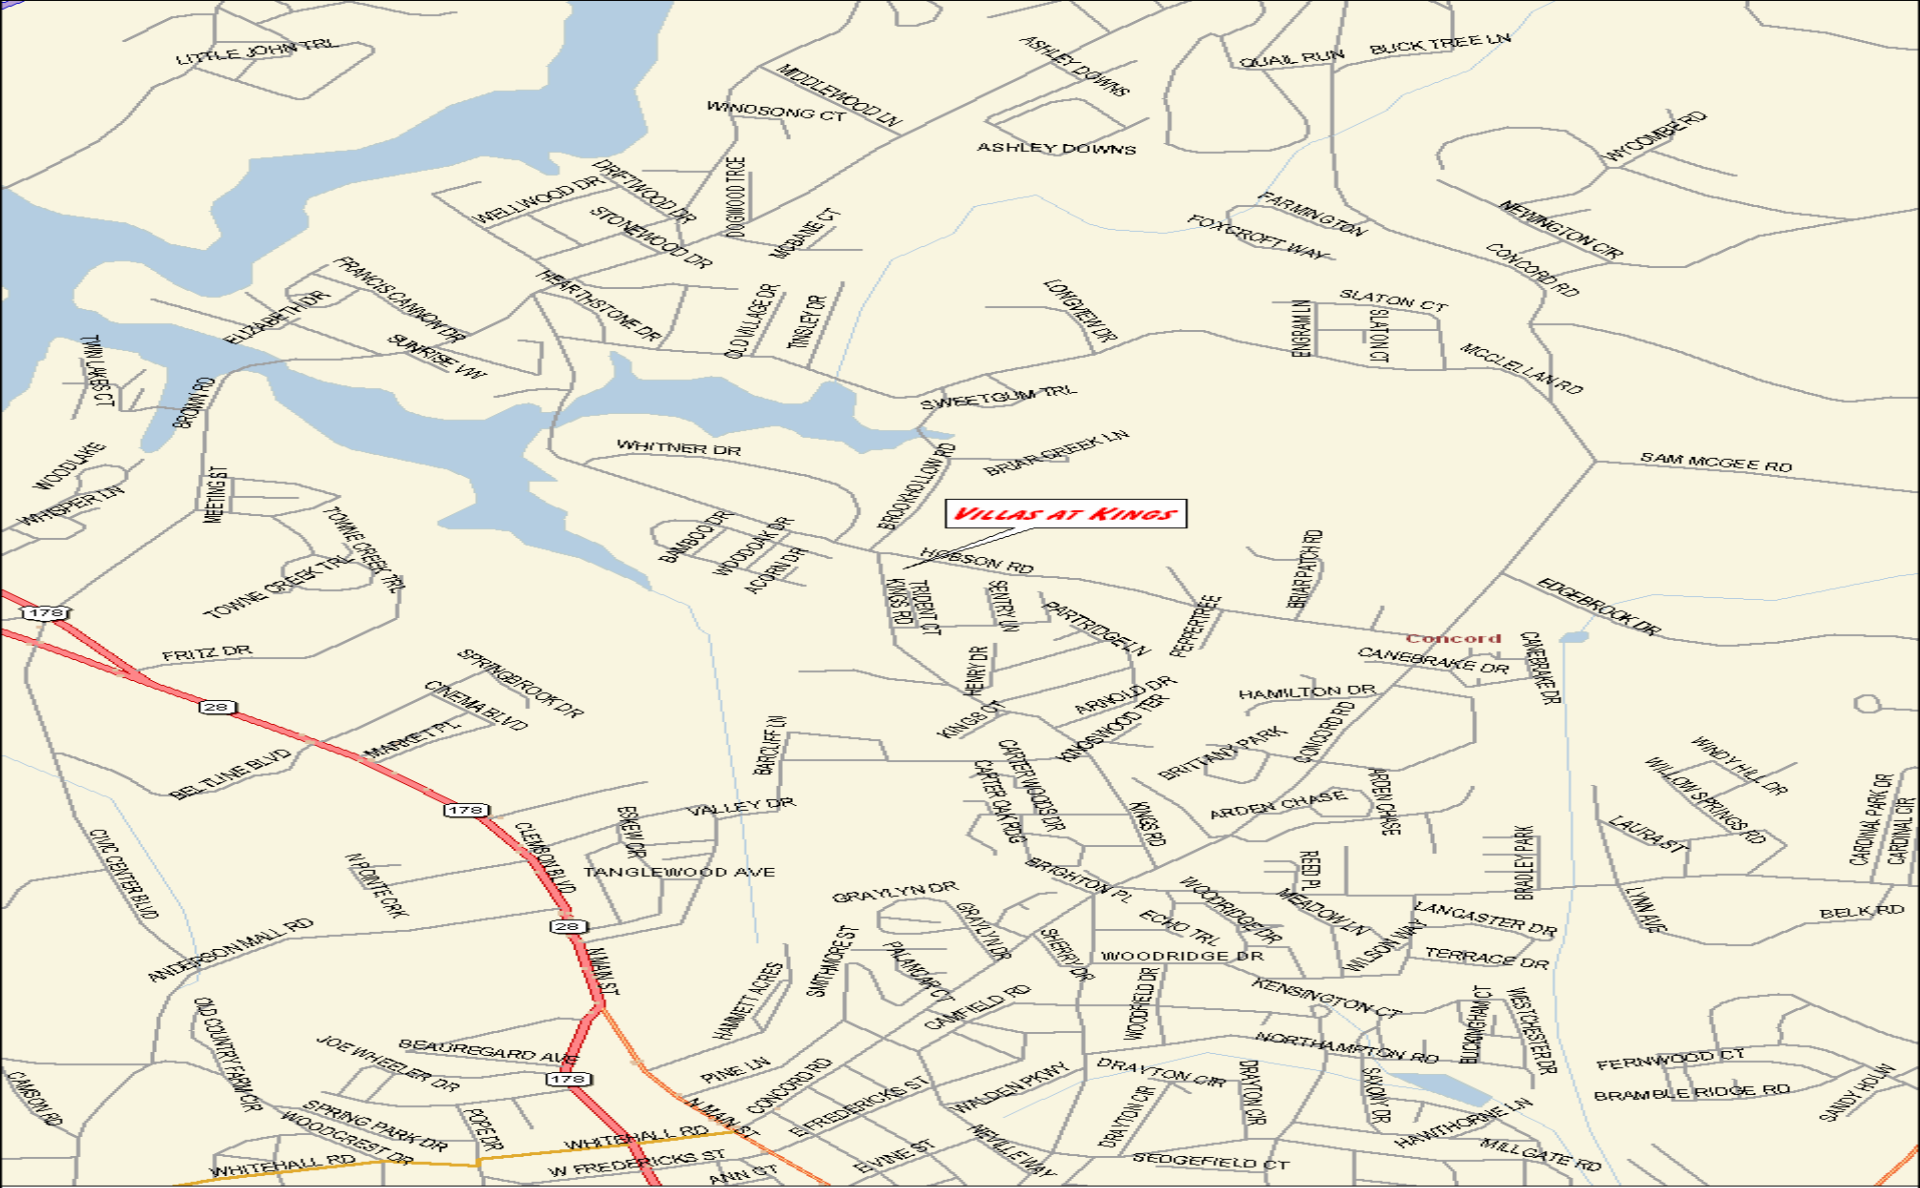 LITTLE JOHN TRL
ASHLEY DOWNS
QUAIL RUN
BUCK TREE LN
MIDDLEWOOD LN
WINDSONG CT
ASHLEY DOWNS
WYCOMBE RD
DRIFTWOOD DR
WELLWOOD DR
DOGWOOD TRCE
STONEWOOD DR
MCBANE CT
FARMINGTON
FOXCROFT WAY
NEWINGTON CIR
CONCORD RD
FRANCIS CANNON DR
ELIZABETH DR
HEARTHSTONE DR
OLD VILLAGE DR
TINSLEY DR
LONGVIEW DR
ENGRAM LN
SLATON CT
SLATON CT
SUNRISE VW
TWIN LAKES CT
BROWN RD
MCCLELLAN RD
SWEETGUM TRL
WHITNER DR
BRIAR CREEK LN
BROOKHOLLOW RD
SAM MCGEE RD
WOODLAKE
WHISPER LN
MEETING ST
VILLAS AT KINGS
TOWNE CREEK TRL
TOWNE CREEK TRL
BAMBOO DR
WOODOAK DR
ACORN DR
HOBSON RD
BRIARPATCH RD
KINGS RD
TRIDENT CT
SENTRY LN
PARTRIDGE LN
PEPPERTREE
EDGEBROOK DR
178
Concord
FRITZ DR
CANEBRAKE DR
CANEBRAKE DR
HENRY DR
SPRINGBROOK DR
CINEMA BLVD
28
MARKET PL
ARNOLD DR
HAMILTON DR
KINGS CT
KINGSWOOD TER
CONCORD RD
BARCLIFF LN
BRITTANY PARK
BELTLINE BLVD
CARTER WOODS DR
CARTER OAK RDG
WINDY HILL DR
WILLOW SPRINGS RD
178
VALLEY DR
ESKEW CIR
KINGS RD
ARDEN CHASE
ARDEN CHASE
LAURA ST
CARDINAL PARK DR
CARDINAL CIR
CIVIC CENTER BLVD
CLEMSON BLVD
N POINTE CRK
TANGLEWOOD AVE
BRIGHTON PL
REED PL
BRADLEY PARK
GRAYLYN DR
GRAYLYN DR
WOODRIDGE DR
MEADOW LN
LANGASTER DR
LYNN AVE
BELK RD
ECHO TRL
28
ANDERSON MALL RD
SMITHMORE ST
PALANCAR CT
SHERRY DR
WOODRIDGE DR
WILSON WAY
TERRACE DR
N MAIN ST
HAMMETT ACRES
CAMFIELD RD
WOODFIELD DR
KENSINGTON CT
BUCKINGHAM CT
WESTCHESTER DR
OLD COUNTRY FARM CIR
JOE WHEELER DR
BEAUREGARD AVE
NORTHAMPTON RD
FERNWOOD CT
178
PINE LN
CONCORD RD
WALDEN PKWY
DRAYTON CIR
DRAYTON CIR
DRAYTON CIR
SAXONY DR
BRAMBLE RIDGE RD
CAMSON RD
SPRING PARK DR
WOODCREST DR
POPE DR
N MAIN ST
E FREDERICKS ST
HAWTHORNE LN
WHITEHALL RD
WHITEHALL RD
W FREDERICKS ST
ANN CT
E VINE ST
NEVILLE WAY
SEDGEFIELD CT
MILLGATE RD